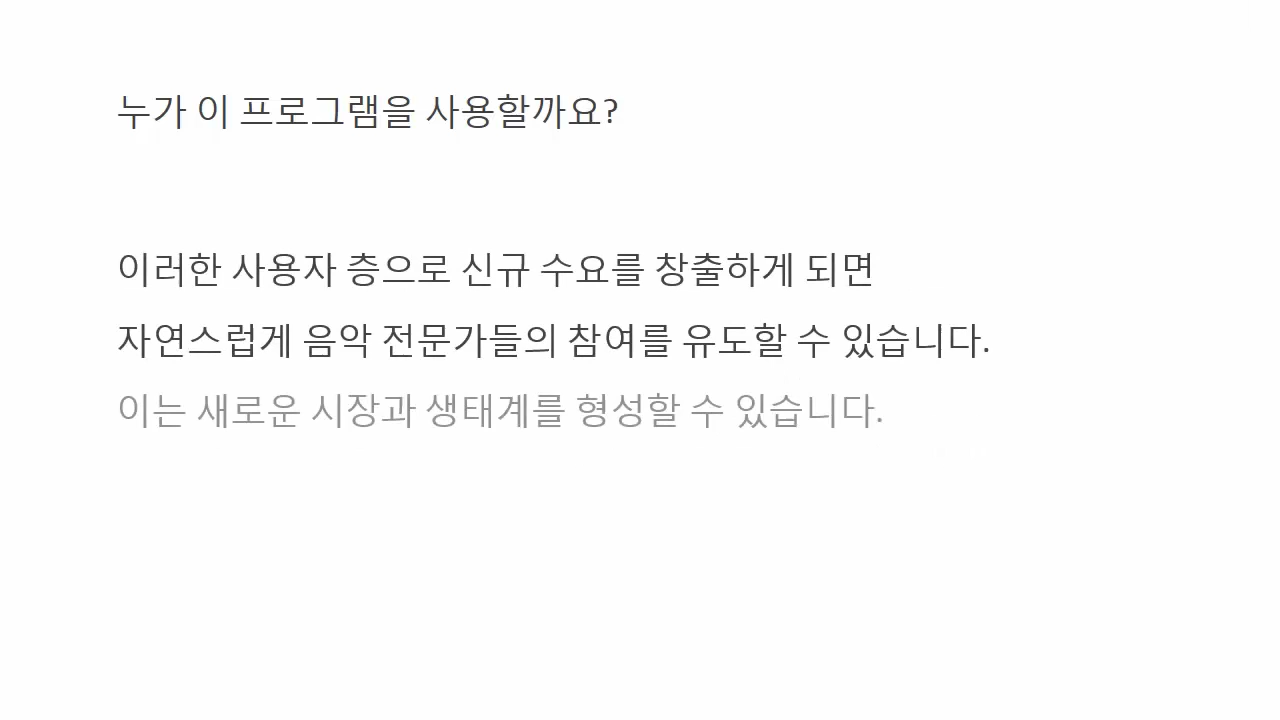 누가 이 프로그램을 사용할까요?
이러한 사용자 층으로 신규 수요를 창출하게 되면
자연스럽게 음악 전문가들의 참여를 유도할 수 있습니다.
이는 새로운 시장과 생태계를 형성할 수 있습니다.